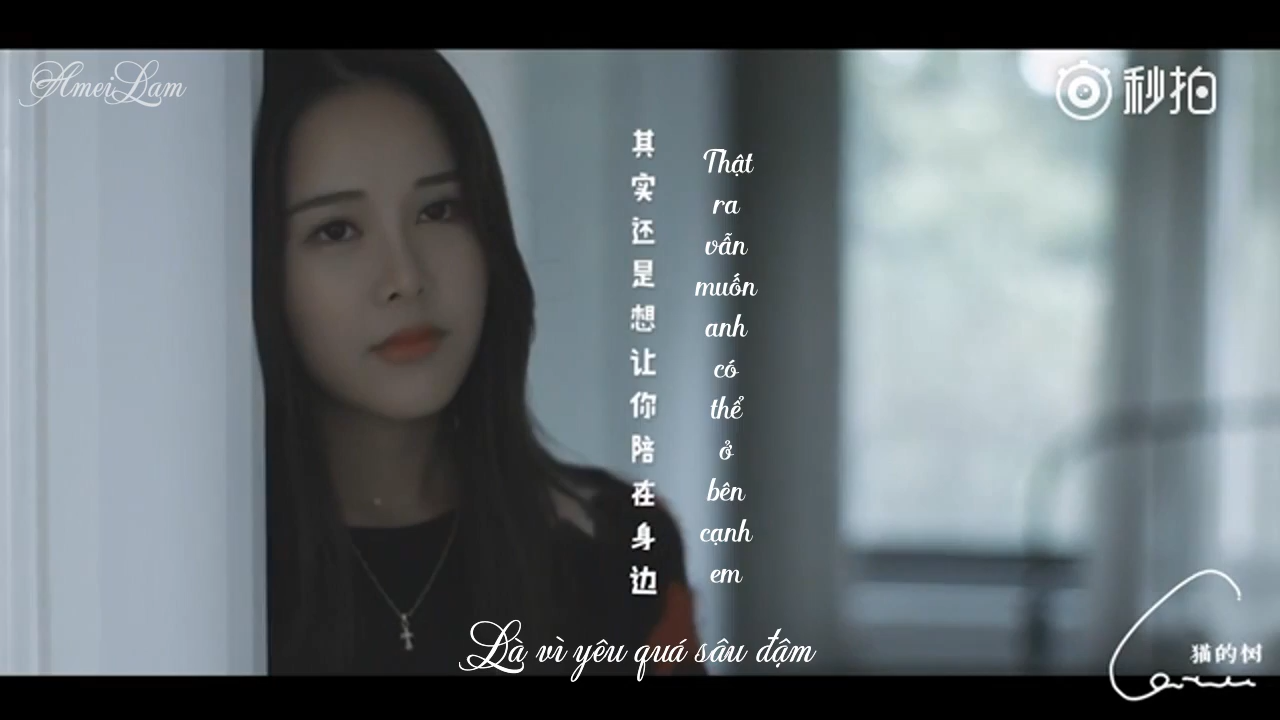 AmeiLam
秒拍
其实还是想让你陪在身边
Thật
ra
vẫn
muốn
anh
có
thể
ở
bên
cạnh
em
Là vì yêu quá sâu đậm
猫的树